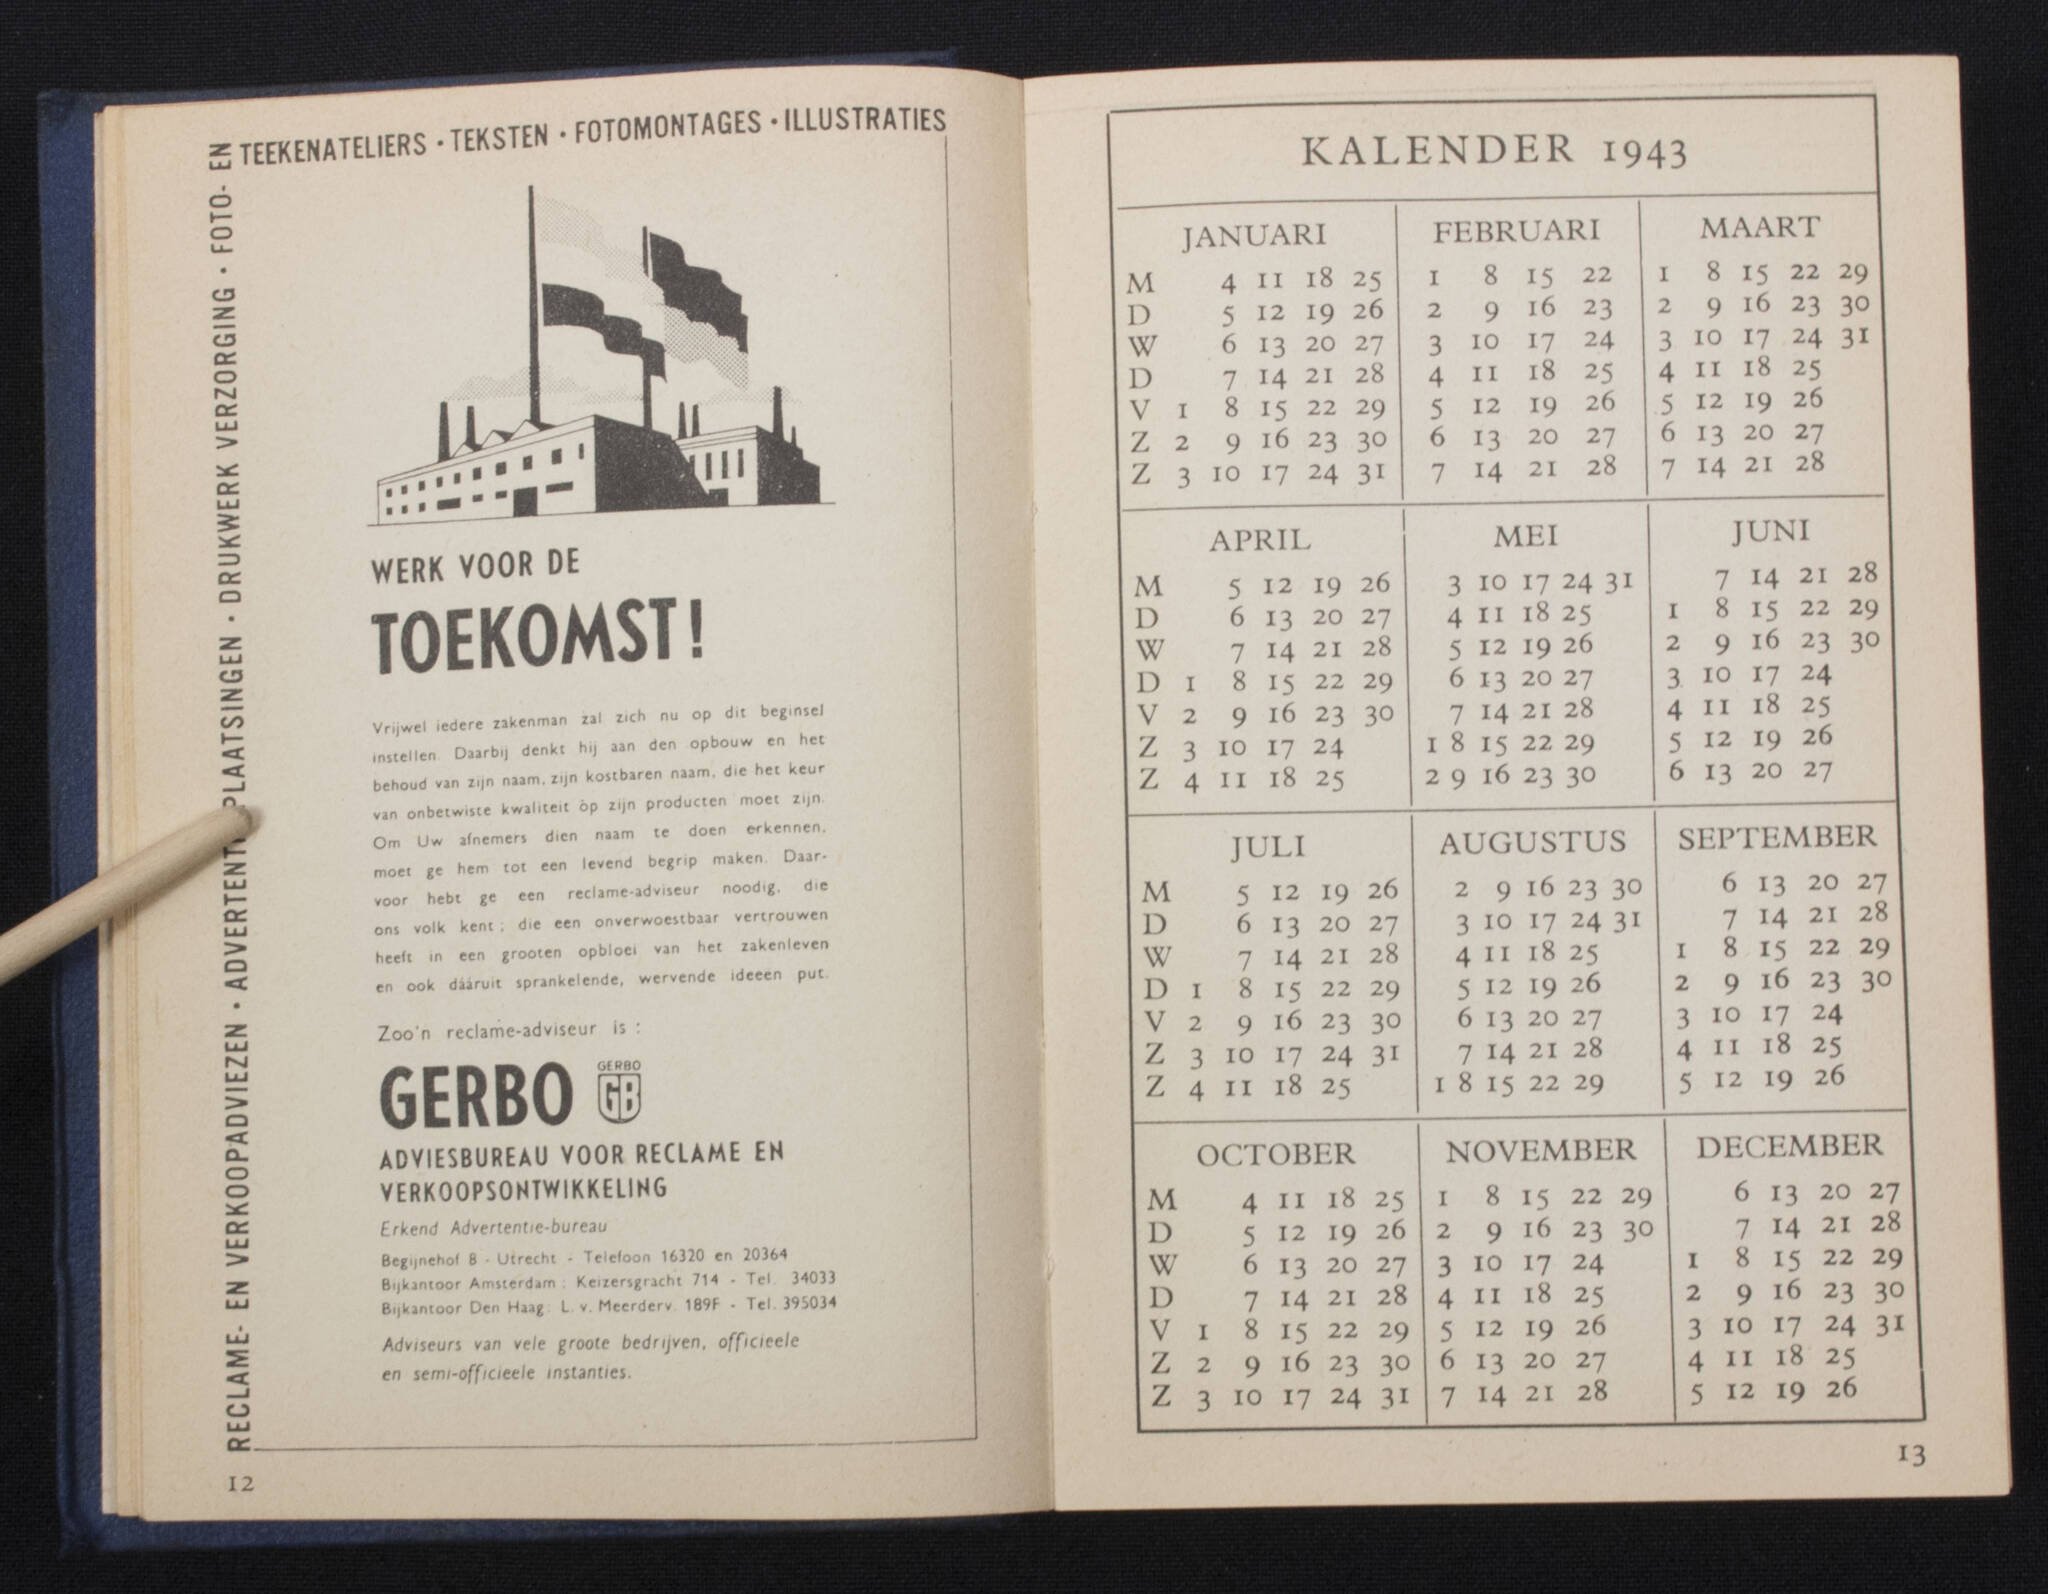 TEEKENATELIERS · TEKSTEN · FOTOMONTAGES · ILLUSTRATIES
RECLAME- EN VERKOOPADVIEZEN · ADVERTENT PLAATSINGEN · DRUKWERK VERZORGING · FOTO- EN
WERK VOOR DE
TOEKOMST!
Vrijwel iedere zakenman zal zich nu op dit beginsel
instellen. Daarbij denkt hij aan den opbouw en het
behoud van zijn naam, zijn kostbaren naam, die het keur
van onbetwiste kwaliteit òp zijn producten moet zijn.
Om Uw afnemers dien naam te doen erkennen,
moet ge hem tot een levend begrip maken. Daar-
voor hebt ge een reclame-adviseur noodig, die
ons volk kent; die een onverwoestbaar vertrouwen
heeft in een grooten opbloei van het zakenleven
en ook dááruit sprankelende, wervende ideeen put.
Zoo'n reclame-adviseur is :
GERBO GERBO GB
ADVIESBUREAU VOOR RECLAME EN
VERKOOPSONTWIKKELING
Erkend Advertentie-bureau
Begijnehof 8 - Utrecht - Telefoon 16320 en 20364
Bijkantoor Amsterdam : Keizersgracht 714 - Tel. 34033
Bijkantoor Den Haag: L. v. Meerderv. 189F - Tel. 395034
Adviseurs van vele groote bedrijven, officieele
en semi-officieele instanties.
12
KALENDER 1943
JANUARI FEBRUARI MAART
M 4 11 18 25 1 8 15 22 1 8 15 22 29
D 5 12 19 26 2 9 16 23 2 9 16 23 30
W 6 13 20 27 3 10 17 24 3 10 17 24 31
D 7 14 21 28 4 11 18 25 4 11 18 25
V 1 8 15 22 29 5 12 19 26 5 12 19 26
Z 2 9 16 23 30 6 13 20 27 6 13 20 27
Z 3 10 17 24 31 7 14 21 28 7 14 21 28
APRIL MEI JUNI
M 5 12 19 26 3 10 17 24 31 7 14 21 28
D 6 13 20 27 4 11 18 25 1 8 15 22 29
W 7 14 21 28 5 12 19 26 2 9 16 23 30
D 1 8 15 22 29 6 13 20 27 3 10 17 24
V 2 9 16 23 30 7 14 21 28 4 11 18 25
Z 3 10 17 24 1 8 15 22 29 5 12 19 26
Z 4 11 18 25 2 9 16 23 30 6 13 20 27
JULI AUGUSTUS SEPTEMBER
M 5 12 19 26 2 9 16 23 30 6 13 20 27
D 6 13 20 27 3 10 17 24 31 7 14 21 28
W 7 14 21 28 4 11 18 25 1 8 15 22 29
D 1 8 15 22 29 5 12 19 26 2 9 16 23 30
V 2 9 16 23 30 6 13 20 27 3 10 17 24
Z 3 10 17 24 31 7 14 21 28 4 11 18 25
Z 4 11 18 25 1 8 15 22 29 5 12 19 26
OCTOBER NOVEMBER DECEMBER
M 4 11 18 25 1 8 15 22 29 6 13 20 27
D 5 12 19 26 2 9 16 23 30 7 14 21 28
W 6 13 20 27 3 10 17 24 1 8 15 22 29
D 7 14 21 28 4 11 18 25 2 9 16 23 30
V 1 8 15 22 29 5 12 19 26 3 10 17 24 31
Z 2 9 16 23 30 6 13 20 27 4 11 18 25
Z 3 10 17 24 31 7 14 21 28 5 12 19 26
13